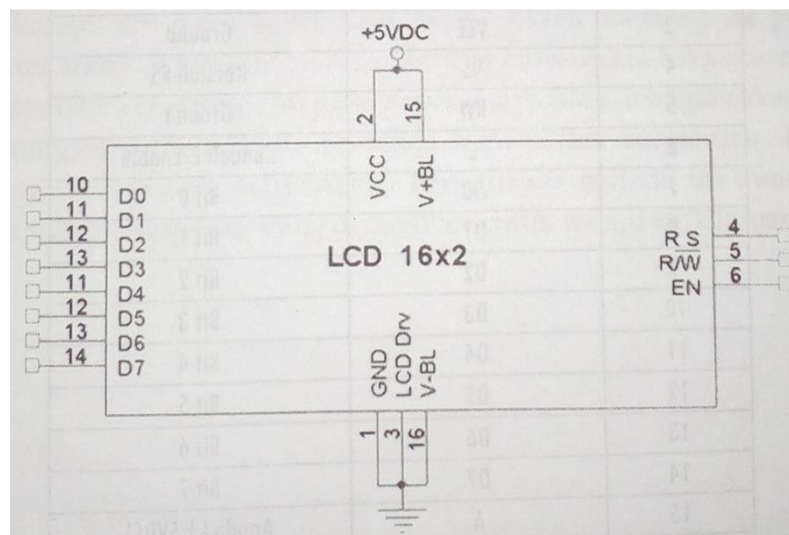 +5VDC
2 15
VCC V+BL
10 D0
11 D1
12 D2
13 D3
11 D4
12 D5
13 D6
14 D7
LCD 16x2
RS 4
R/W 5
EN 6
GND LCD Drv V-BL
1 3 16